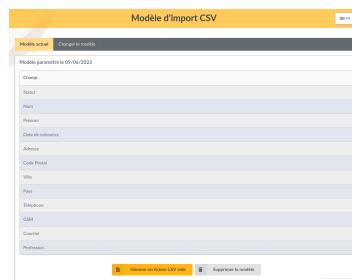 Modèle d'import CSV
FR
Modèle actuel Changer le modèle
Modèle paramétré le 09/06/2023
Champ
Statut
Nom
Prénom
Date de naissance
Adresse
Code Postal
Ville
Pays
Téléphone
GSM
Courriel
Profession
Générer un fichier CSV vide Supprimer le modèle